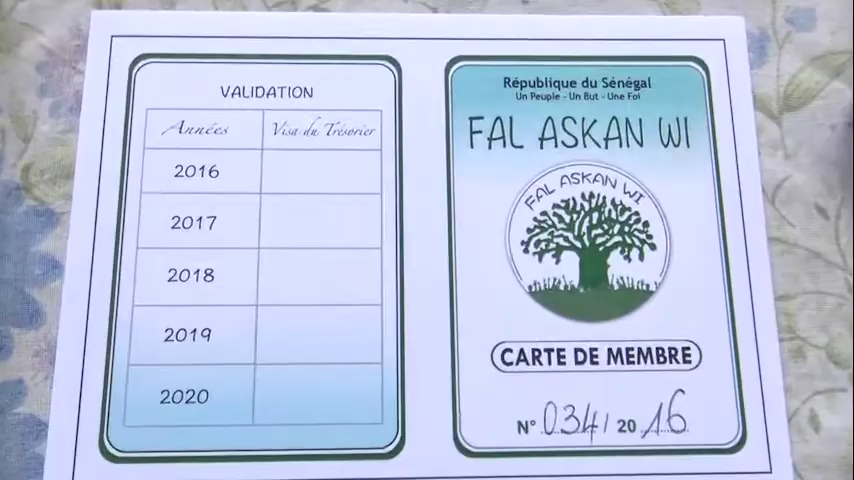 VALIDATION
Années Visa du Trésorier
2016
2017
2018
2019
2020
République du Sénégal
Un Peuple - Un But - Une Foi
FAL ASKAN WI
FAL ASKAN WI
CARTE DE MEMBRE
N° 034/ 20 16